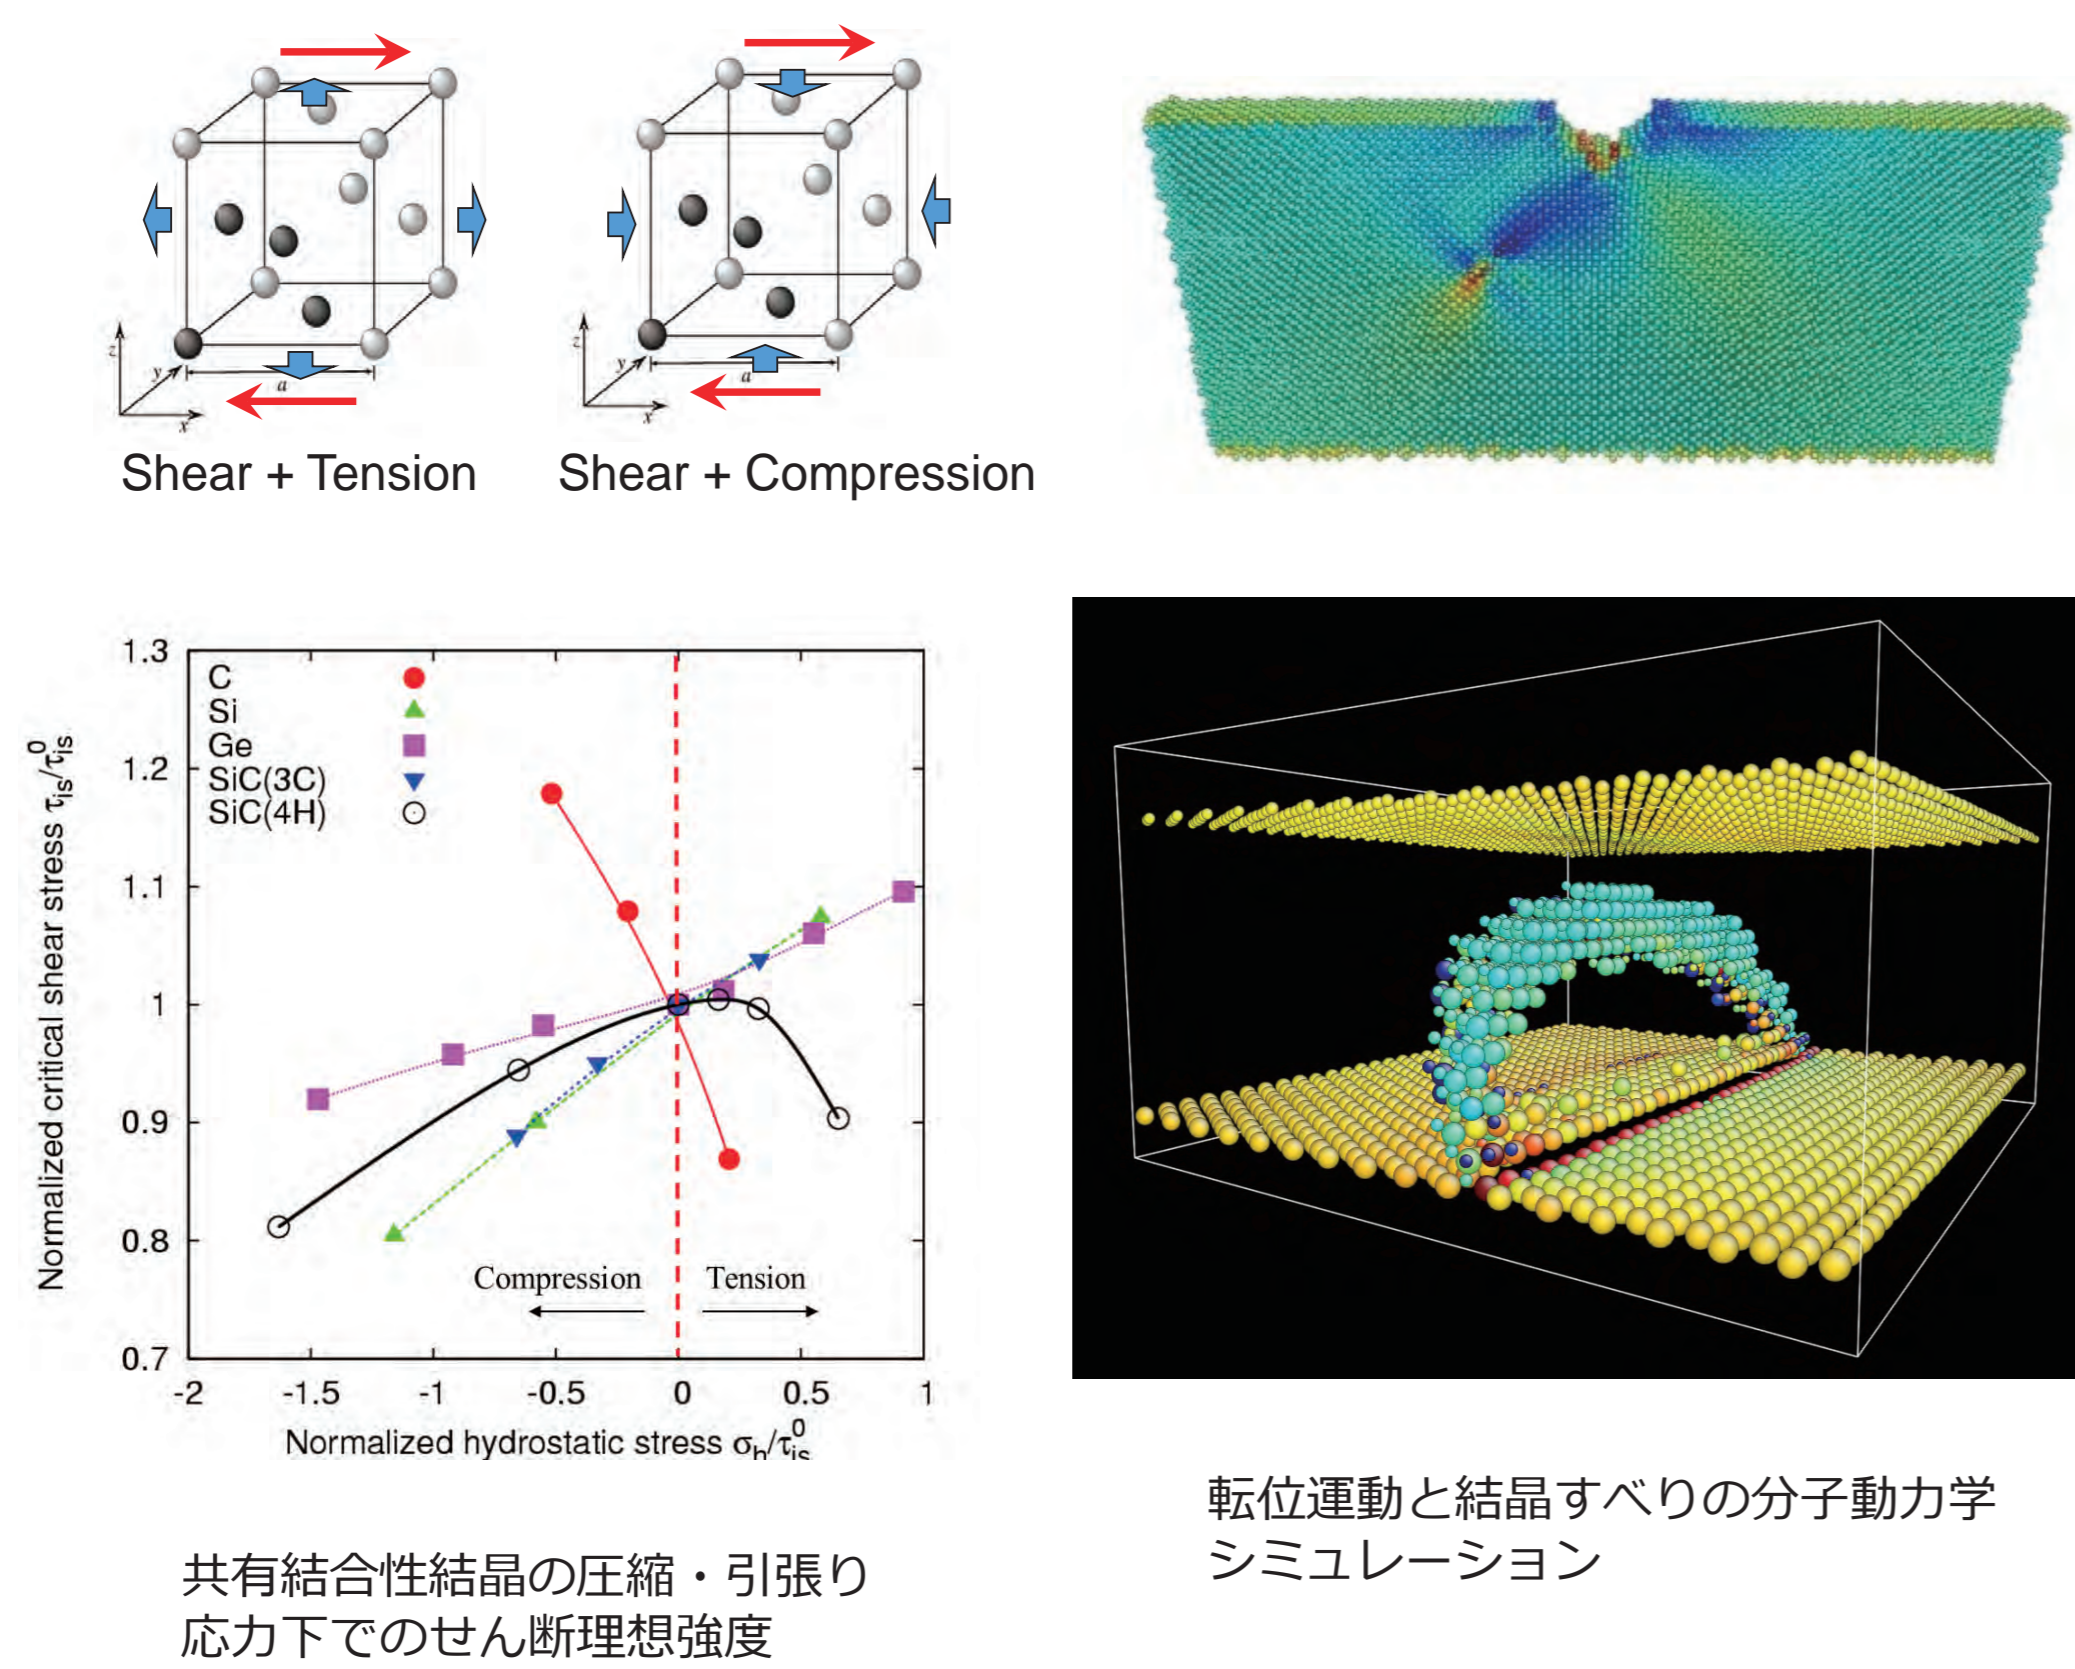 z
y
a
x
Shear + Tension
z
y
a
x
Shear + Compression
1.3
1.2
1.1
1
0.9
0.8
0.7
Normalized critical shear stress τis/τis0
C
Si
Ge
SiC(3C)
SiC(4H)
Compression
Tension
-2 -1.5 -1 -0.5 0 0.5 1
Normalized hydrostatic stress σh/τis0
共有結合性結晶の圧縮・引張り
応力下でのせん断理想強度
転位運動と結晶すべりの分子動力学
シミュレーション